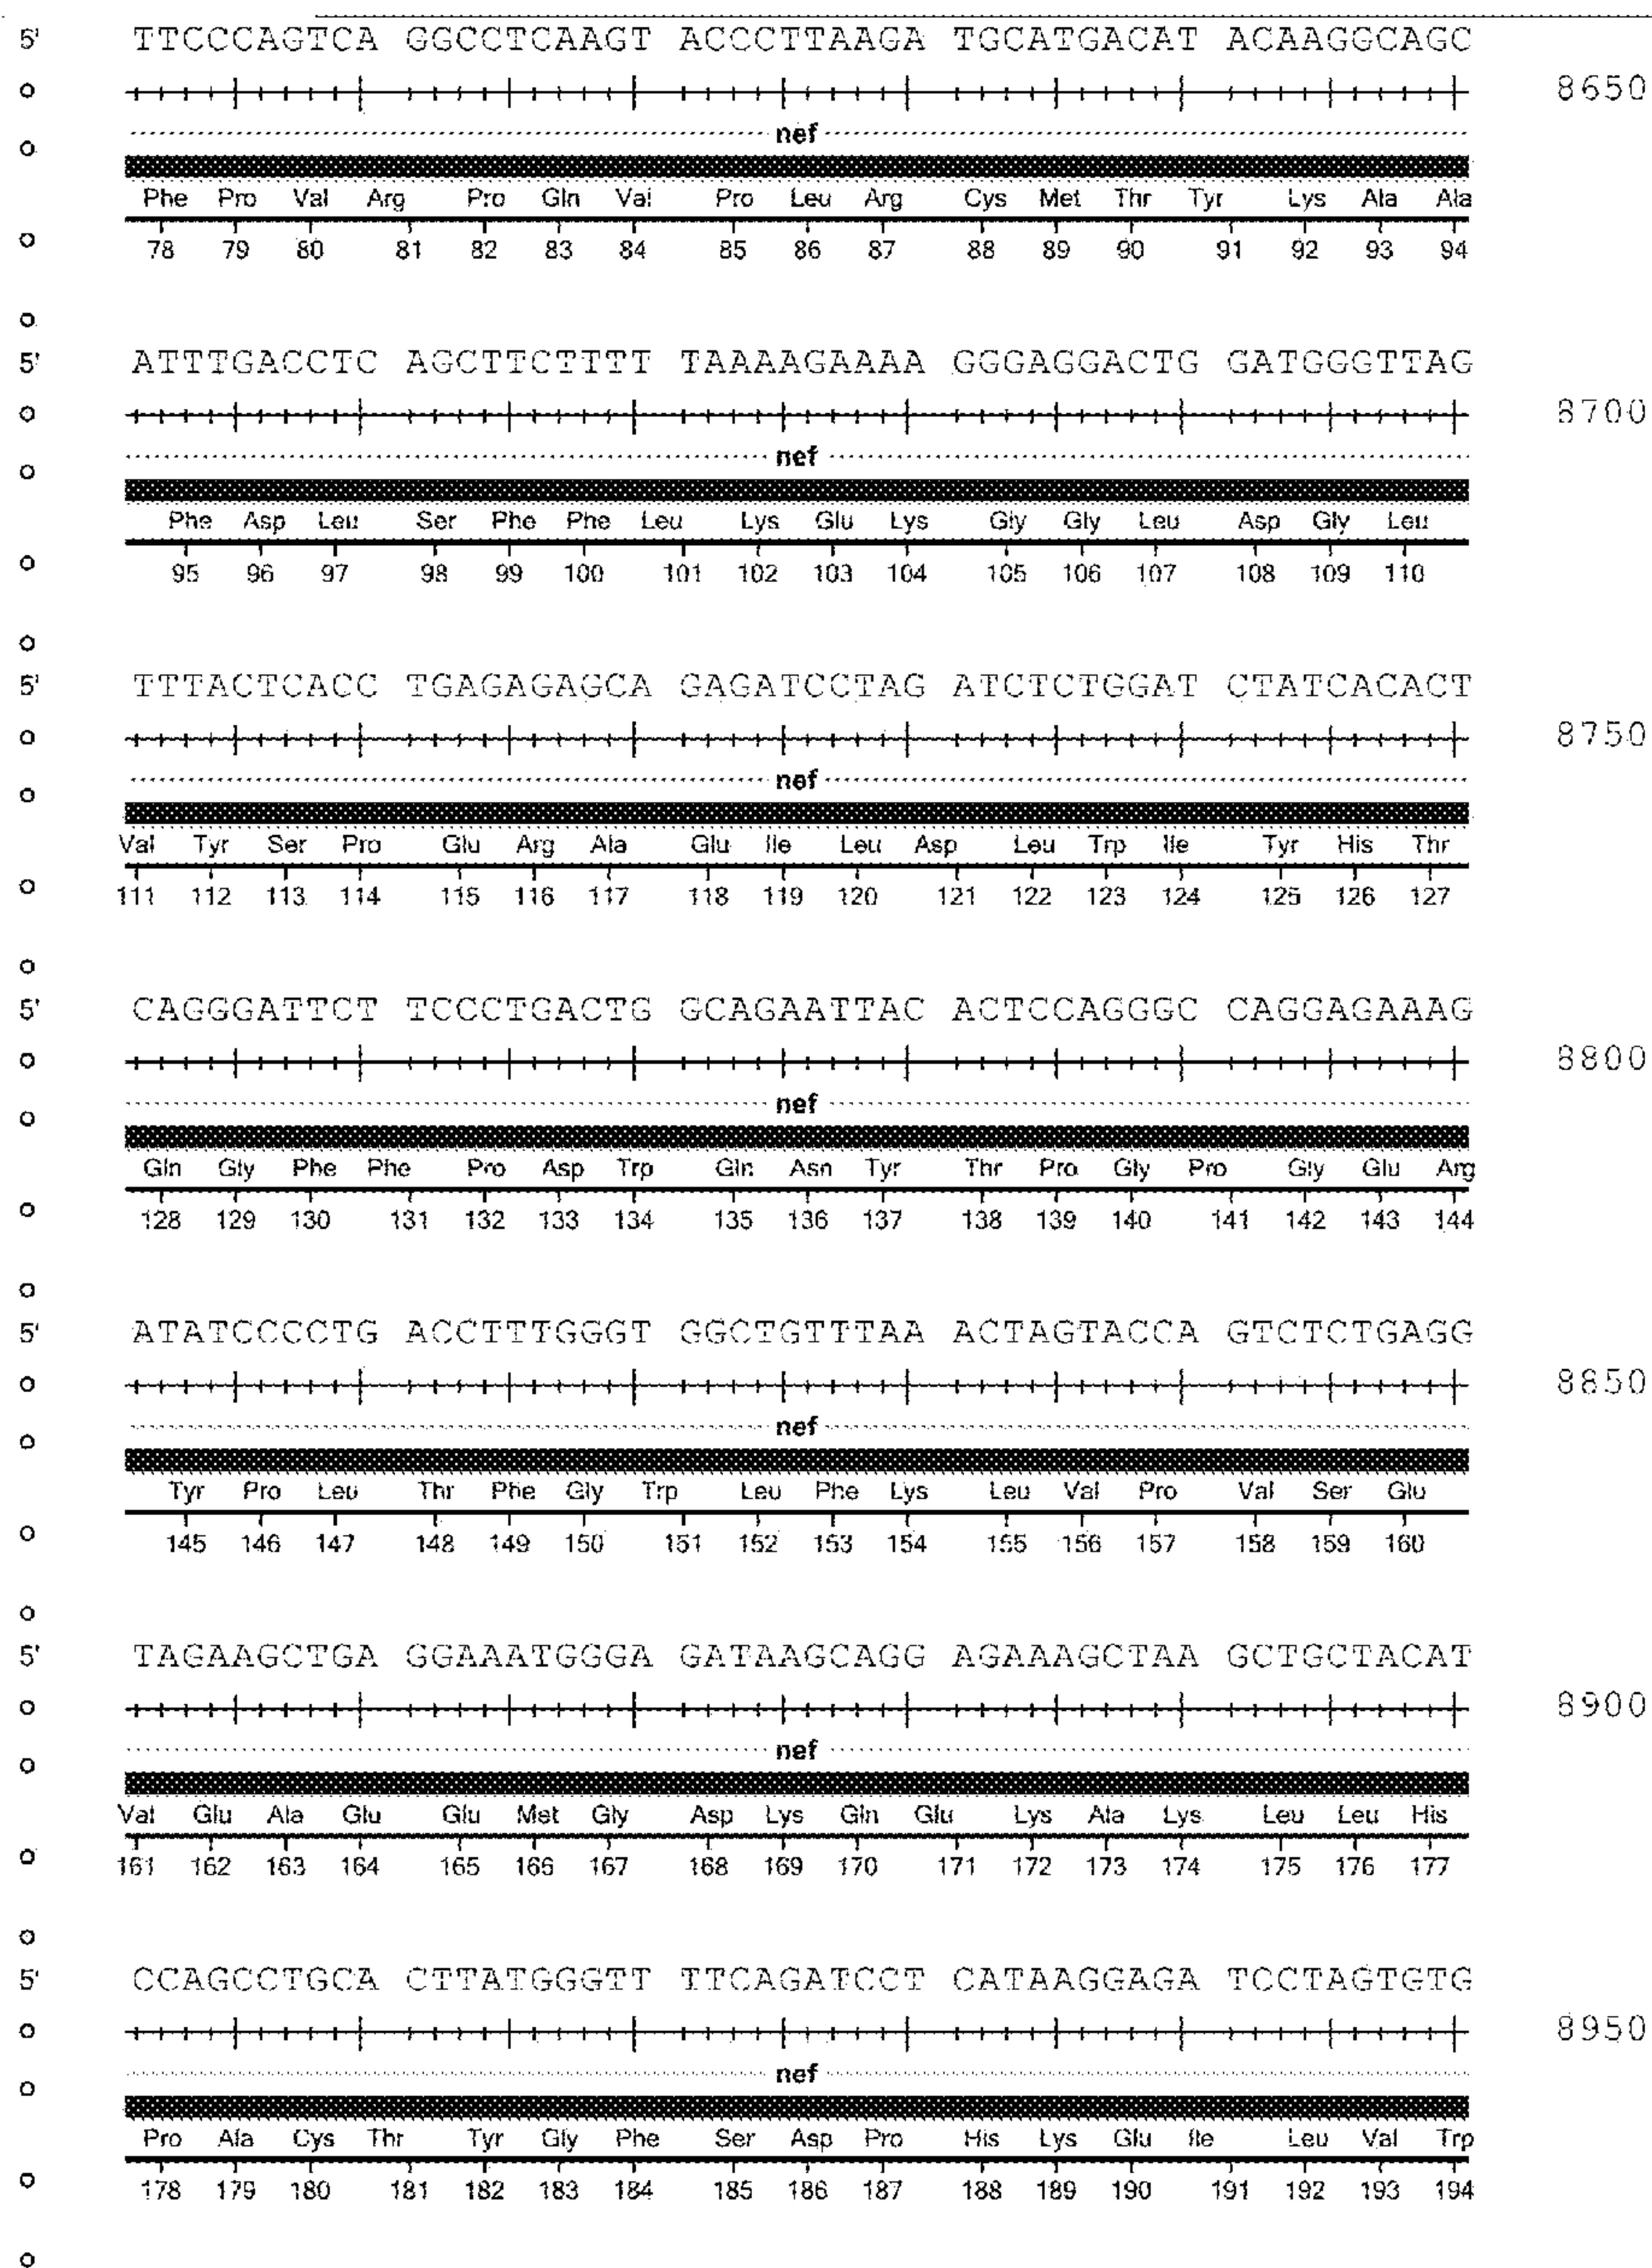 5' TTCCCAGTCA GGCCTCAAGT ACCCTTAAGA TGCATGACAT ACAAGGCAGC
8650
nef
Phe Pro Val Arg Pro Gln Val Pro Leu Arg Cys Met Thr Tyr Lys Ala Ala
78 79 80 81 82 83 84 85 86 87 88 89 90 91 92 93 94
5' ATTTGACCTC AGCTTCTTTT TAAAAGAAAA GGGAGGACTG GATGGGTTAG
8700
nef
Phe Asp Leu Ser Phe Phe Leu Lys Glu Lys Gly Gly Leu Asp Gly Leu
95 96 97 98 99 100 101 102 103 104 105 106 107 108 109 110
5' TTTACTCACC TGAGAGAGCA GAGATCCTAG ATCTCTGGAT CTATCACACT
8750
nef
Val Tyr Ser Pro Glu Arg Ala Glu Ile Leu Asp Leu Trp Ile Tyr His Thr
111 112 113 114 115 116 117 118 119 120 121 122 123 124 125 126 127
5' CAGGGATTCT TCCCTGACTG GCAGAATTAC ACTCCAGGGC CAGGAGAAAG
8800
nef
Gln Gly Phe Phe Pro Asp Trp Gln Asn Tyr Thr Pro Gly Pro Gly Glu Arg
128 129 130 131 132 133 134 135 136 137 138 139 140 141 142 143 144
5' ATATCCCCTG ACCTTTGGGT GGCTGTTTAA ACTAGTACCA GTCTCTGAGG
8850
nef
Tyr Pro Leu Thr Phe Gly Trp Leu Phe Lys Leu Val Pro Val Ser Glu
145 146 147 148 149 150 151 152 153 154 155 156 157 158 159 160
5' TAGAAGCTGA GGAAATGGGA GATAAGCAGG AGAAAGCTAA GCTGCTACAT
8900
nef
Val Glu Ala Glu Glu Met Gly Asp Lys Gln Glu Lys Ala Lys Leu Leu His
161 162 163 164 165 166 167 168 169 170 171 172 173 174 175 176 177
5' CCAGCCTGCA CTTATGGGTT TTCAGATCCT CATAAGGAGA TCCTAGTGTG
8950
nef
Pro Ala Cys Thr Tyr Gly Phe Ser Asp Pro His Lys Glu Ile Leu Val Trp
178 179 180 181 182 183 184 185 186 187 188 189 190 191 192 193 194